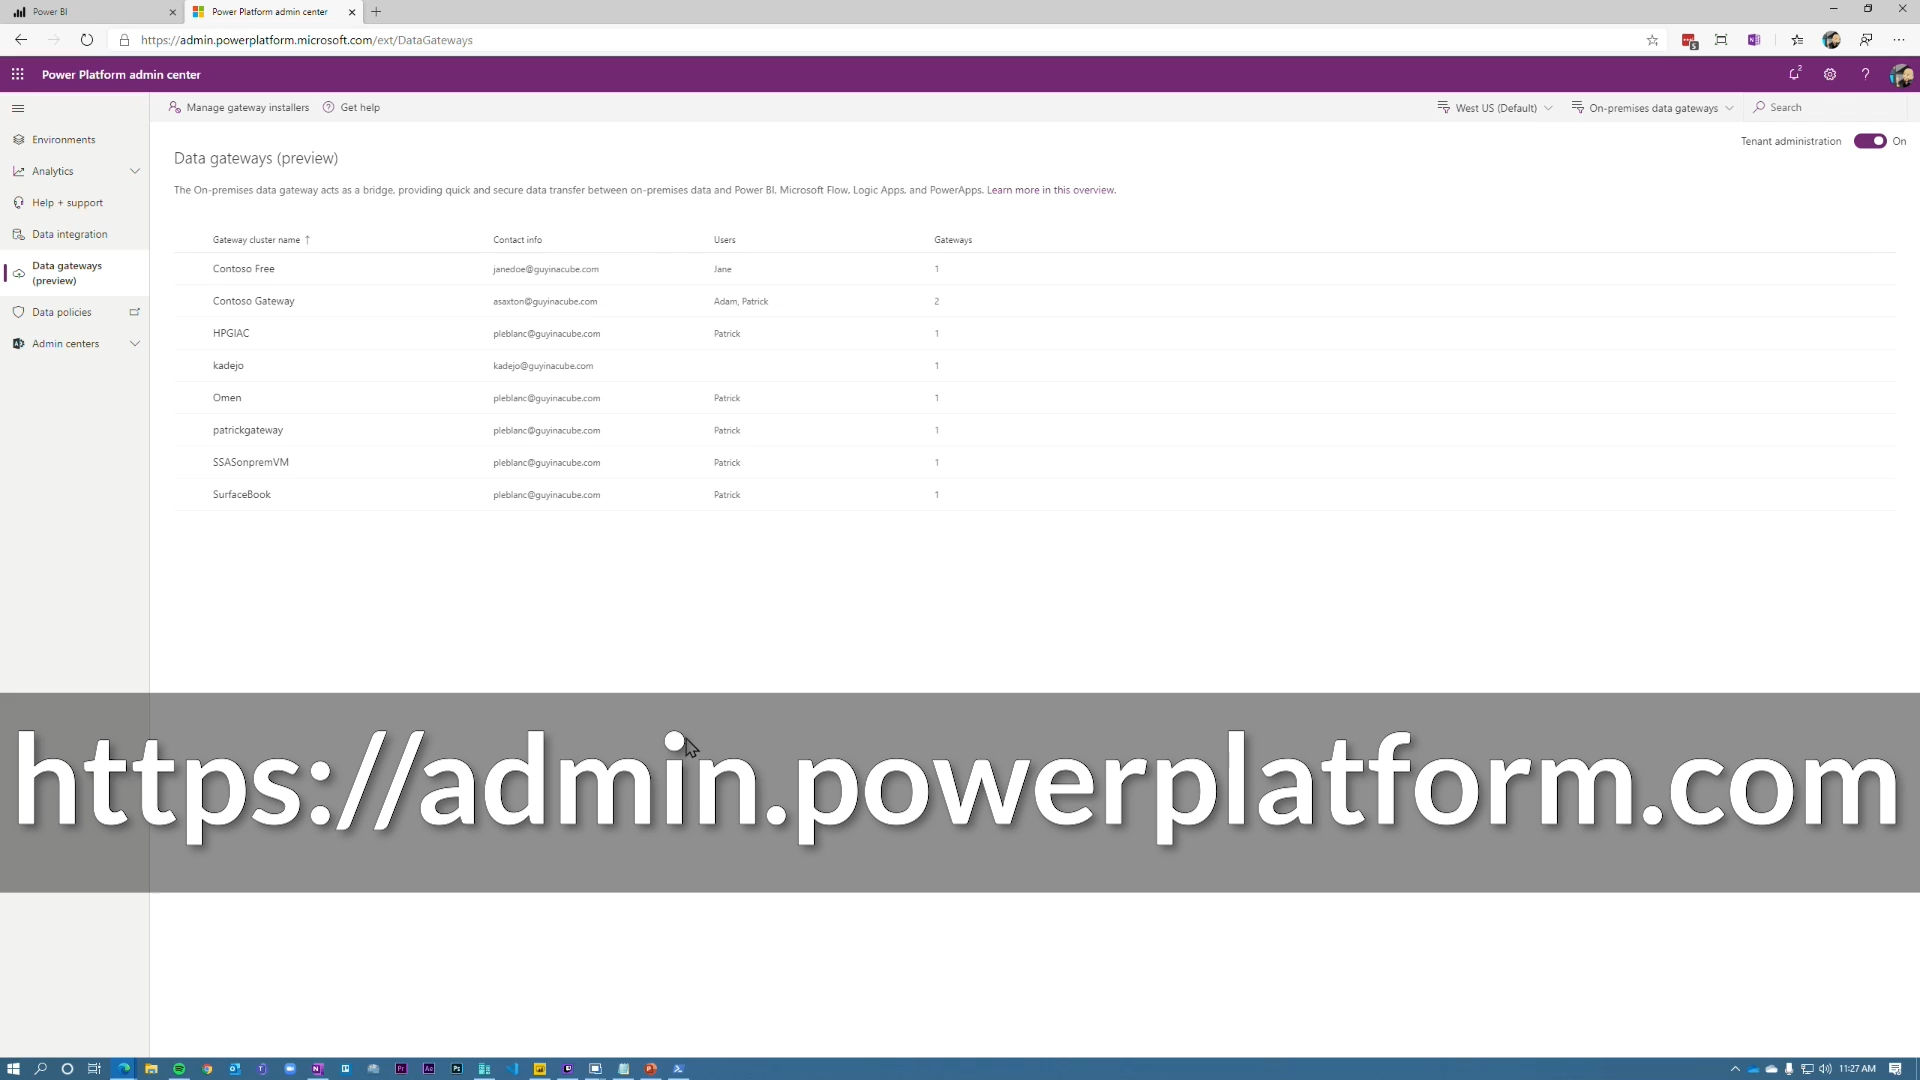 Power BI
Power Platform admin center
https://admin.powerplatform.microsoft.com/ext/DataGateways
Power Platform admin center
2
Manage gateway installers
Get help
West US (Default)
On-premises data gateways
Search
Environments
Analytics
Help + support
Data integration
Data gateways
(preview)
Data policies
Admin centers
Tenant administration
On
Data gateways (preview)
The On-premises data gateway acts as a bridge, providing quick and secure data transfer between on-premises data and Power BI, Microsoft Flow, Logic Apps, and PowerApps. Learn more in this overview.
Gateway cluster name ↑ Contact info Users Gateways
Contoso Free janedoe@guyinacube.com Jane 1
Contoso Gateway asaxton@guyinacube.com Adam, Patrick 2
HPGIAC pleblanc@guyinacube.com Patrick 1
kadejo kadejo@guyinacube.com 1
Omen pleblanc@guyinacube.com Patrick 1
patrickgateway pleblanc@guyinacube.com Patrick 1
SSASonpremVM pleblanc@guyinacube.com Patrick 1
SurfaceBook pleblanc@guyinacube.com Patrick 1
https://admin.powerplatform.com
11:27 AM